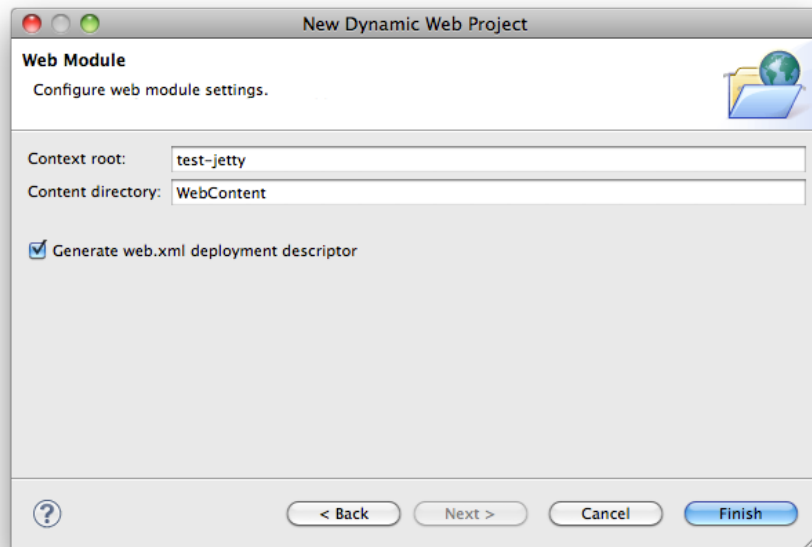 New Dynamic Web Project
Web Module
Configure web module settings.
Context root: test-jetty
Content directory: WebContent
Generate web.xml deployment descriptor
? < Back Next > Cancel Finish